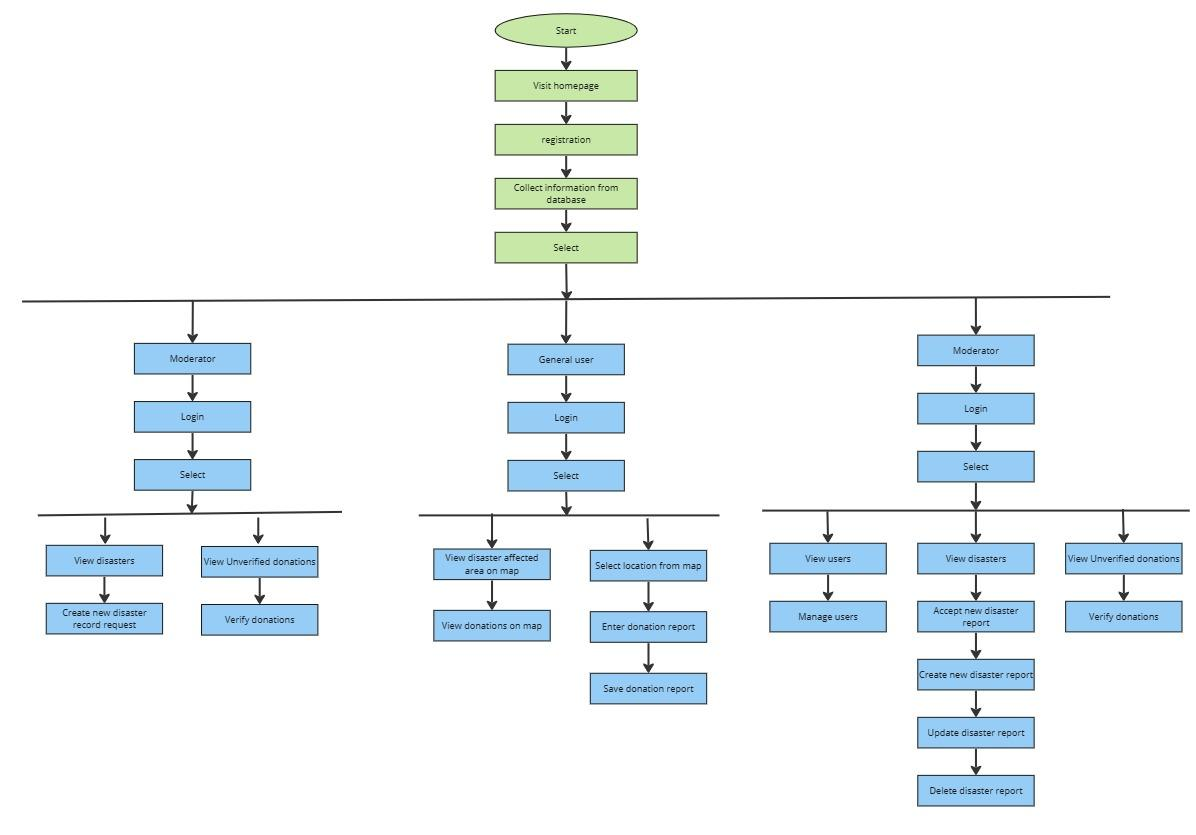 Start
Visit homepage
registration
Collect information from
database
Select
Moderator
General user
Moderator
Login
Login
Login
Select
Select
Select
View disasters
View Unverified donations
View disaster affected
area on map
Select location from map
View users
View disasters
View Unverified donations
Create new disaster
record request
Verify donations
View donations on map
Enter donation report
Manage users
Accept new disaster
report
Verify donations
Save donation report
Create new disaster report
Update disaster report
Delete disaster report